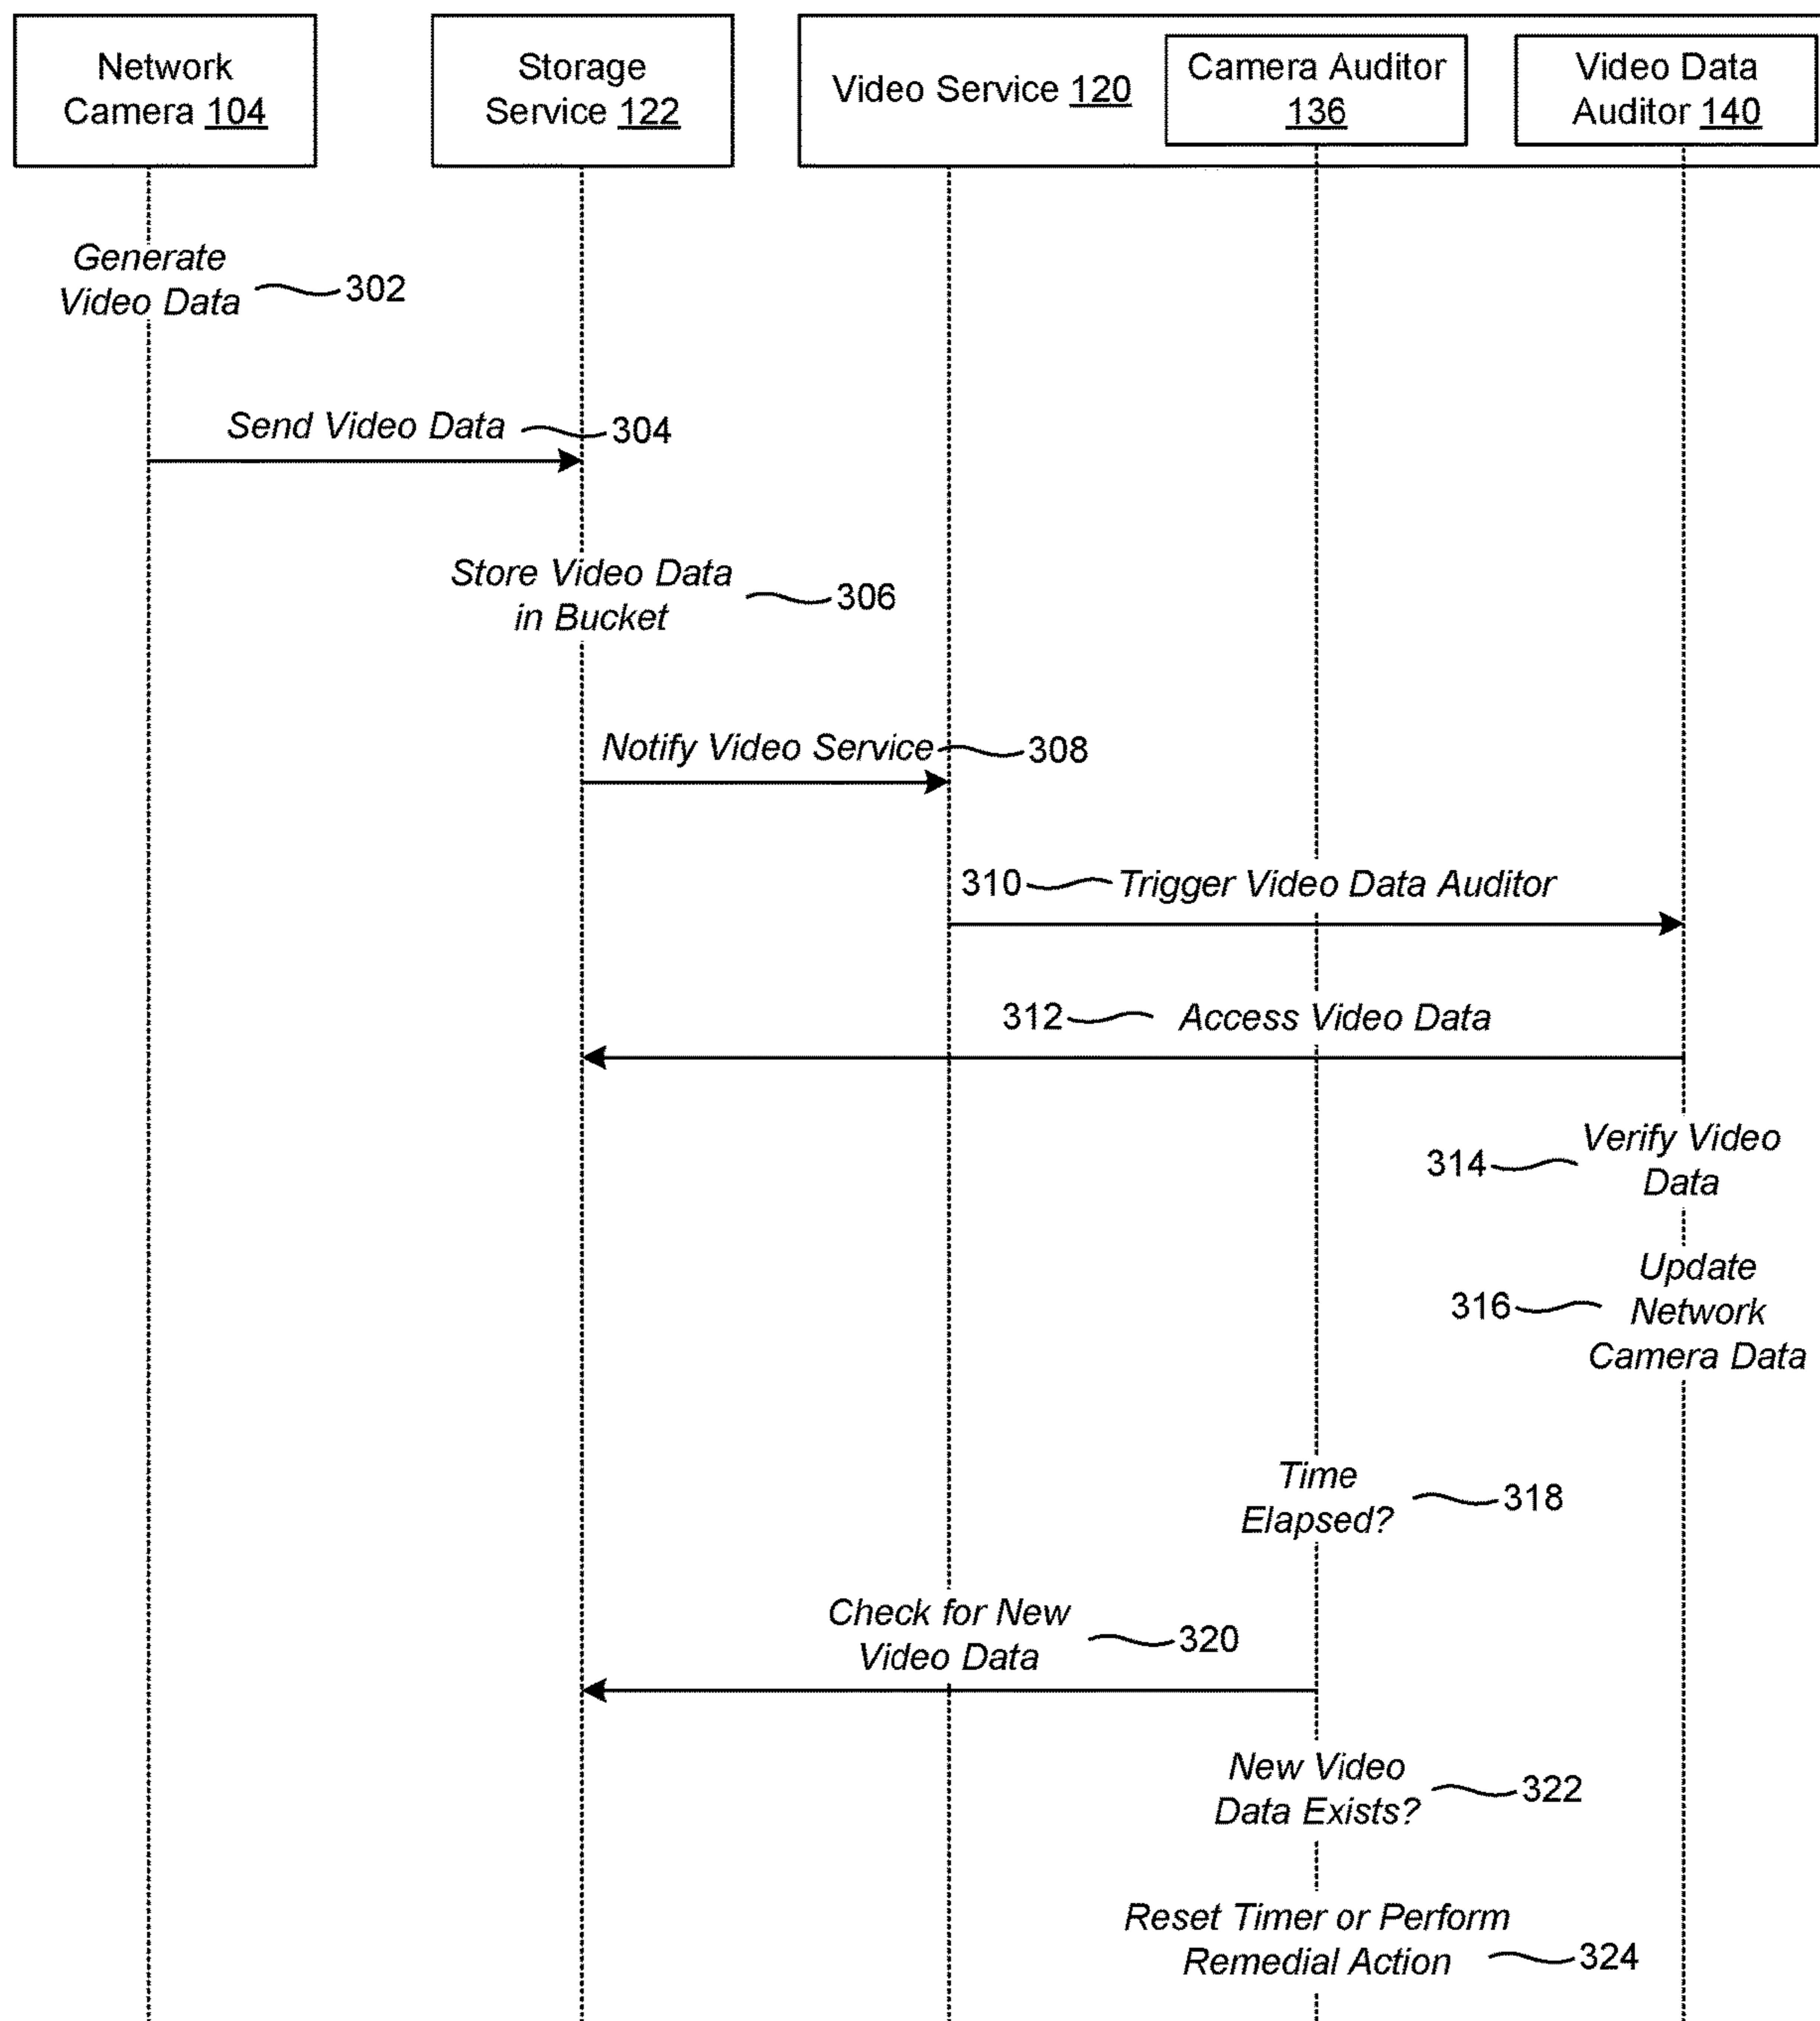 Network
Camera 104
Storage
Service 122
Video Service 120
Camera Auditor
136
Video Data
Auditor 140
Generate
Video Data
302
Send Video Data
304
Store Video Data
in Bucket
306
Notify Video Service
308
310
Trigger Video Data Auditor
312
Access Video Data
314
Verify Video
Data
316
Update
Network
Camera Data
Time
Elapsed?
318
Check for New
Video Data
320
New Video
Data Exists?
322
Reset Timer or Perform
Remedial Action
324